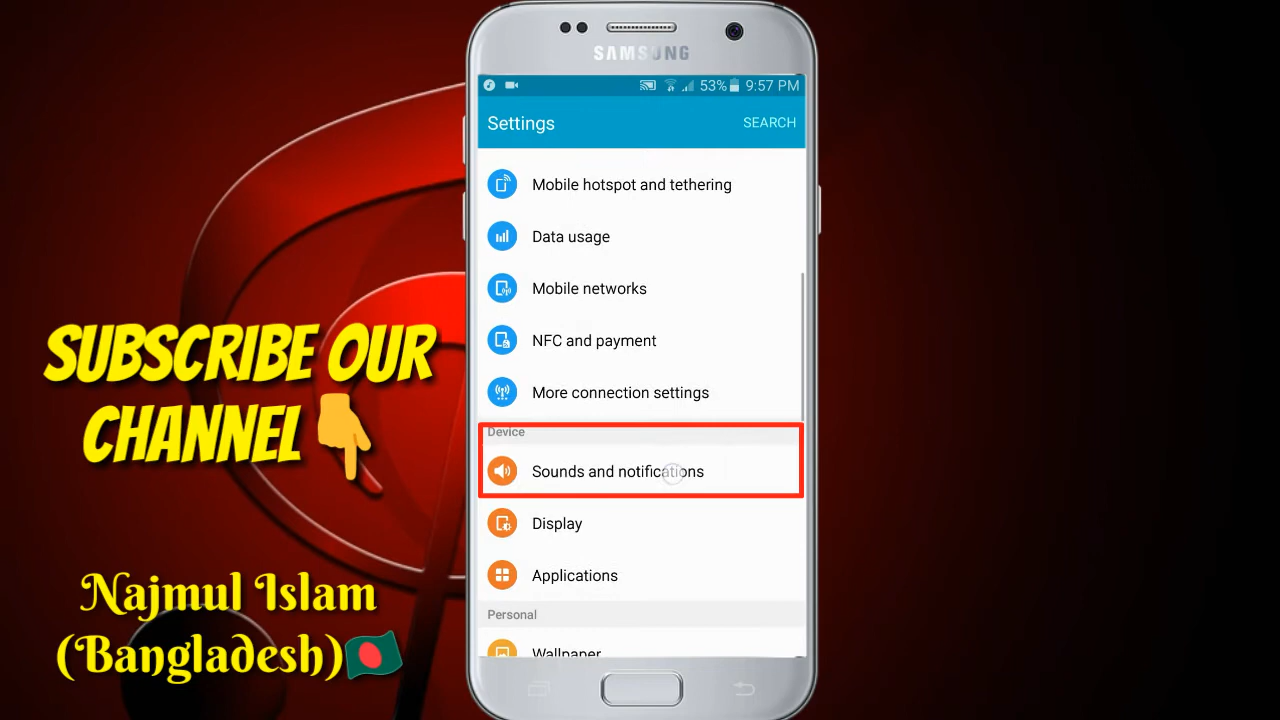 SAMSUNG
53% 9:57 PM
Settings SEARCH
Mobile hotspot and tethering
Data usage
Mobile networks
NFC and payment
More connection settings
Device
Sounds and notifications
Display
Applications
Personal
Wallpaper
SUBSCRIBE OUR
CHANNEL
Najmul Islam
(Bangladesh)